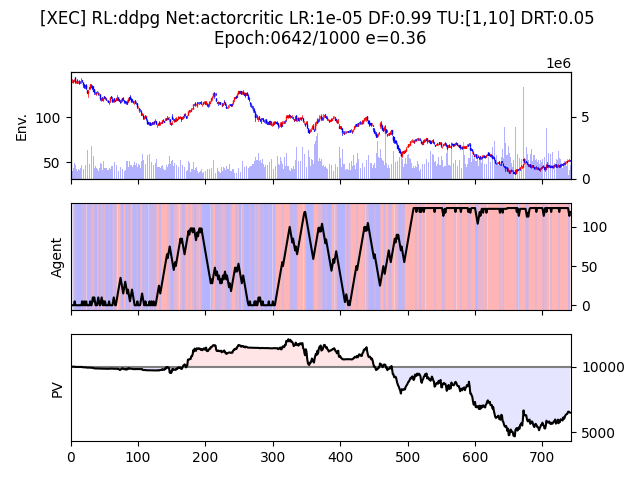 [XEC] RL:ddpg Net:actorcritic LR:1e-05 DF:0.99 TU:[1,10] DRT:0.05
Epoch:0642/1000 e=0.36
1e6
Env.
100
50
5
0
Agent
100
50
0
PV
10000
5000
0 100 200 300 400 500 600 700